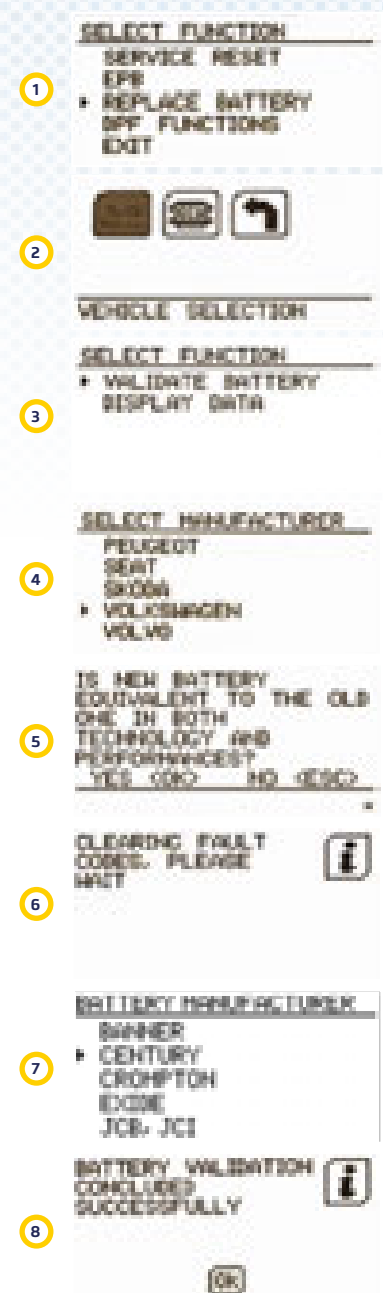 1
SELECT FUNCTION
SERVICE RESET
EPB
REPLACE BATTERY
DPF FUNCTIONS
EXIT
2
VEHICLE SELECTION
3
SELECT FUNCTION
VALIDATE BATTERY
DISPLAY DATA
4
SELECT MANUFACTURER
PEUGEOT
SEAT
SKODA
VOLKSWAGEN
VOLVO
5
IS NEW BATTERY
EQUIVALENT TO THE OLD
ONE IN BOTH
TECHNOLOGY AND
PERFORMANCES?
YES <OK> NO <ESC>
6
CLEARING FAULT
CODES. PLEASE
WAIT
i
7
BATTERY MANUFACTURER
BANNER
CENTURY
CROMPTON
EXIDE
JCB, JCI
8
BATTERY VALIDATION
CONCLUDED
SUCCESSFULLY
i
OK